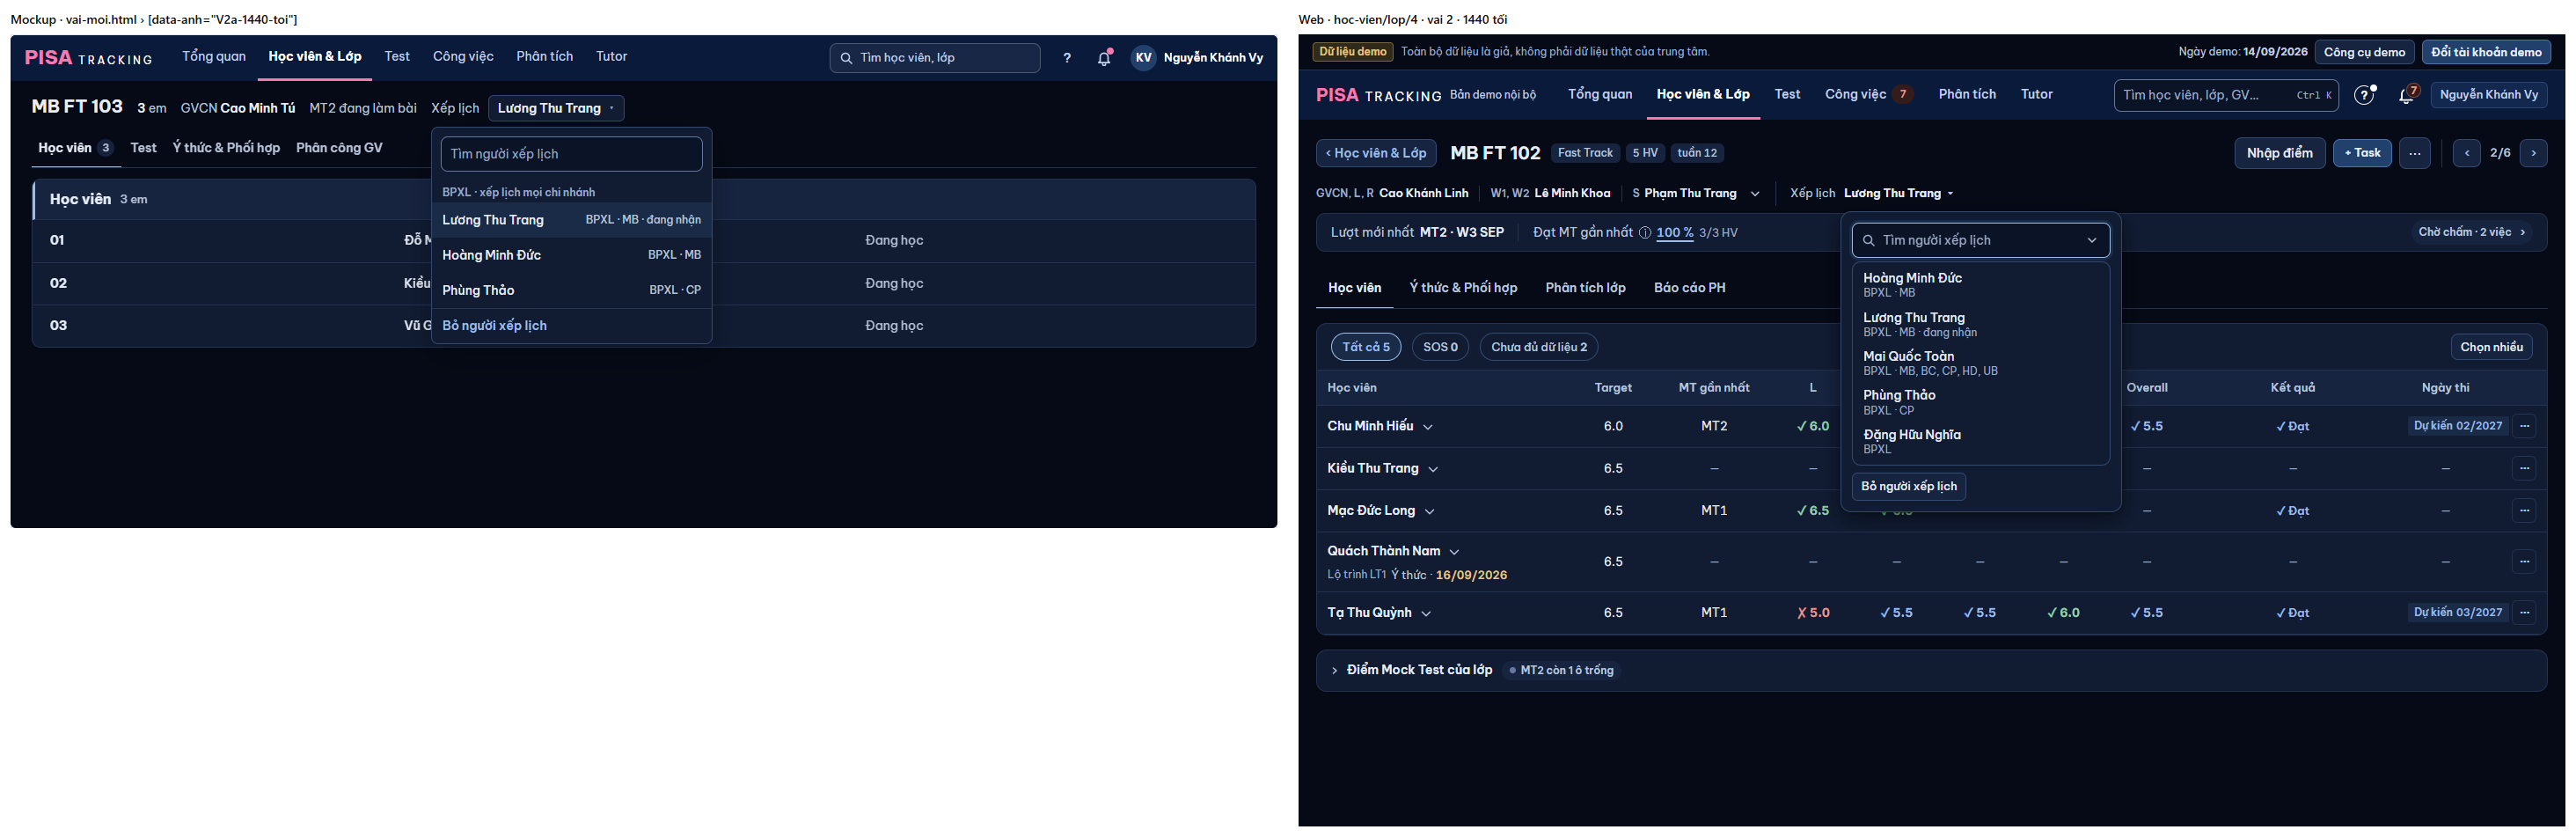 Mockup · vai-moi.html › [data-anh="V2a-1440-toi"]
PISA TRACKING Tổng quan Học viên & Lớp Test Công việc Phân tích Tutor Tìm học viên, lớp ? KV Nguyễn Khánh Vy
MB FT 103 3 em GVCN Cao Minh Tú MT2 đang làm bài Xếp lịch Lương Thu Trang
Học viên 3 Test Ý thức & Phối hợp Phân công GV
Tìm người xếp lịch
BPXL · xếp lịch mọi chi nhánh
Lương Thu Trang BPXL · MB · đang nhận
Hoàng Minh Đức BPXL · MB
Phùng Thảo BPXL · CP
Bỏ người xếp lịch
Học viên 3 em
01 Đang học
02 Kiều Đang học
03 Vũ Đang học
Web · hoc-vien/lop/4 · vai 2 · 1440 tối
Dữ liệu demo Toàn bộ dữ liệu là giả, không phải dữ liệu thật của trung tâm. Ngày demo: 14/09/2026 Công cụ demo Đổi tài khoản demo
PISA TRACKING Bản demo nội bộ Tổng quan Học viên & Lớp Test Công việc 7 Phân tích Tutor Tìm học viên, lớp, GV... Ctrl K ? 7 Nguyễn Khánh Vy
‹ Học viên & Lớp MB FT 102 Fast Track 5 HV tuần 12 Nhập điểm + Task ... ‹ 2/6 ›
GVCN, L, R Cao Khánh Linh W1, W2 Lê Minh Khoa S Phạm Thu Trang Xếp lịch Lương Thu Trang
Lượt mới nhất MT2 · W3 SEP Đạt MT gần nhất ⓘ 100 % 3/3 HV Chờ chấm · 2 việc ›
Học viên Ý thức & Phối hợp Phân tích lớp Báo cáo PH
Tìm người xếp lịch
Hoàng Minh Đức
BPXL · MB
Lương Thu Trang
BPXL · MB · đang nhận
Mai Quốc Toàn
BPXL · MB, BC, CP, HD, UB
Phùng Thảo
BPXL · CP
Đặng Hữu Nghĩa
BPXL
Bỏ người xếp lịch
Tất cả 5 SOS 0 Chưa đủ dữ liệu 2 Chọn nhiều
Học viên Target MT gần nhất L Overall Kết quả Ngày thi
Chu Minh Hiếu 6.0 MT2 ✓ 6.0 ✓ 5.5 ✓ Đạt Dự kiến 02/2027 ...
Kiều Thu Trang 6.5 – – – – – ...
Mạc Đức Long 6.5 MT1 ✓ 6.5 – ✓ Đạt – ...
Quách Thành Nam 6.5 – – – – – – – – ...
Lộ trình LT1 Ý thức · 16/09/2026
Tạ Thu Quỳnh 6.5 MT1 ✗ 5.0 ✓ 5.5 ✓ 5.5 ✓ 6.0 ✓ 5.5 ✓ Đạt Dự kiến 03/2027 ...
› Điểm Mock Test của lớp MT2 còn 1 ô trống